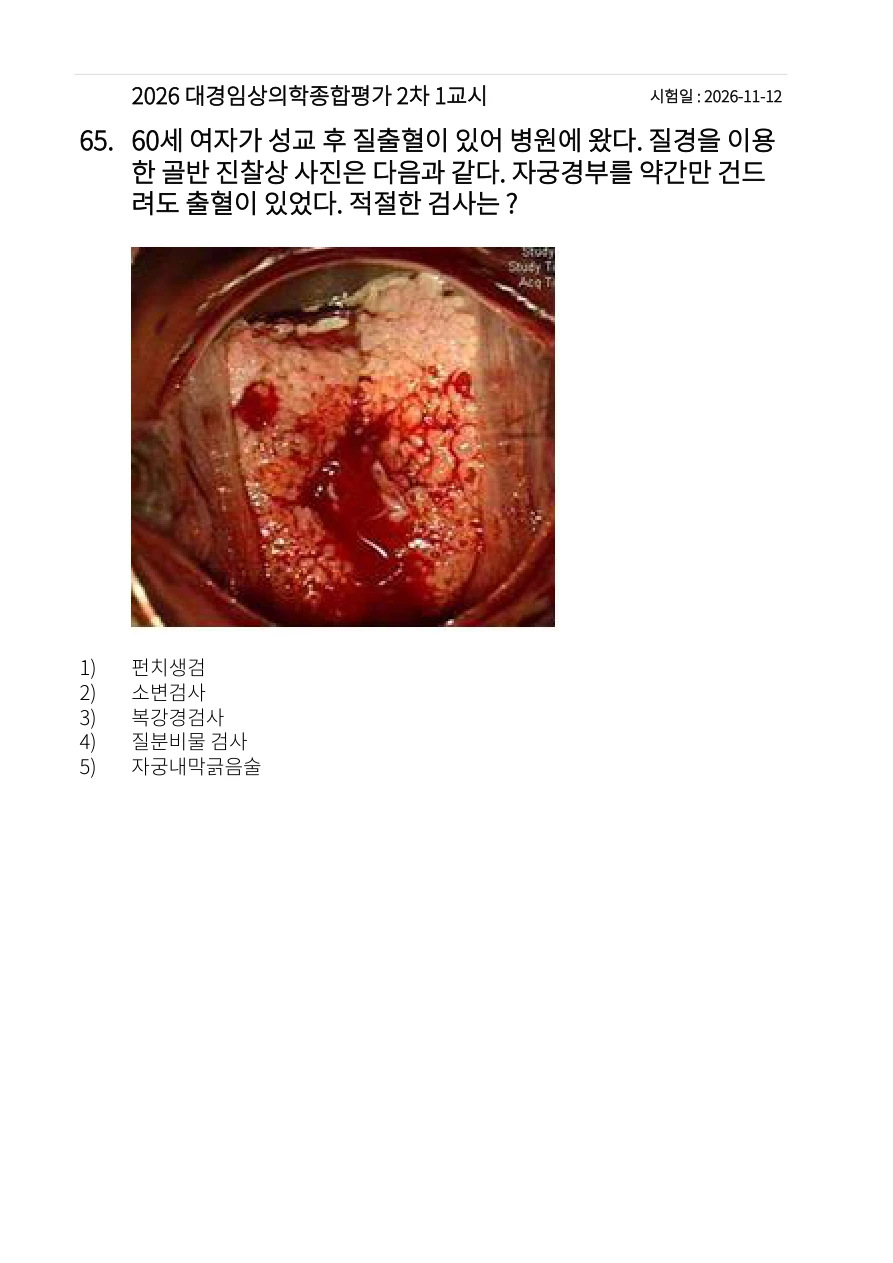 2026 대경임상의학종합평가 2차 1교시
시험일 : 2026-11-12
65. 60세 여자가 성교 후 질출혈이 있어 병원에 왔다. 질경을 이용
한 골반 진찰상 사진은 다음과 같다. 자궁경부를 약간만 건드
려도 출혈이 있었다. 적절한 검사는 ?
Study
Study T
Acq T
1) 펀치생검
2) 소변검사
3) 복강경검사
4) 질분비물 검사
5) 자궁내막긁음술